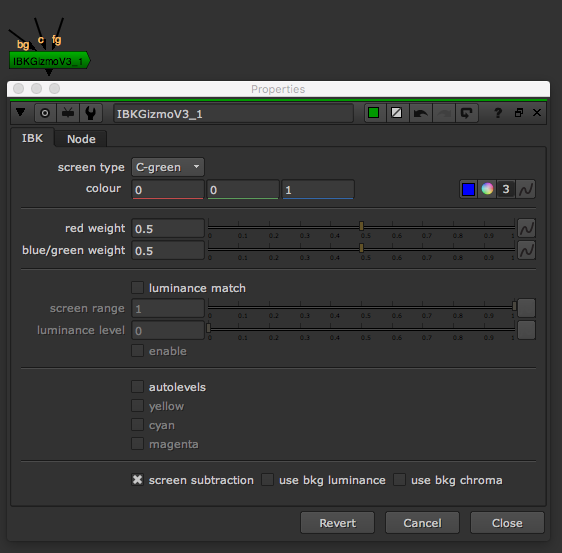 bg c fg
IBKGizmoV3_1
Properties
IBKGizmoV3_1 ?
IBK Node
screen type C-green
colour 0 0 1 3
red weight 0.5
0 0.1 0.2 0.3 0.4 0.5 0.6 0.7 0.8 0.9 1
blue/green weight 0.5
0 0.1 0.2 0.3 0.4 0.5 0.6 0.7 0.8 0.9 1
luminance match
screen range 1
0 0.1 0.2 0.3 0.4 0.5 0.6 0.7 0.8 0.9 1
luminance level 0
0 0.1 0.2 0.3 0.4 0.5 0.6 0.7 0.8 0.9 1
enable
autolevels
yellow
cyan
magenta
screen subtraction use bkg luminance use bkg chroma
Revert Cancel Close